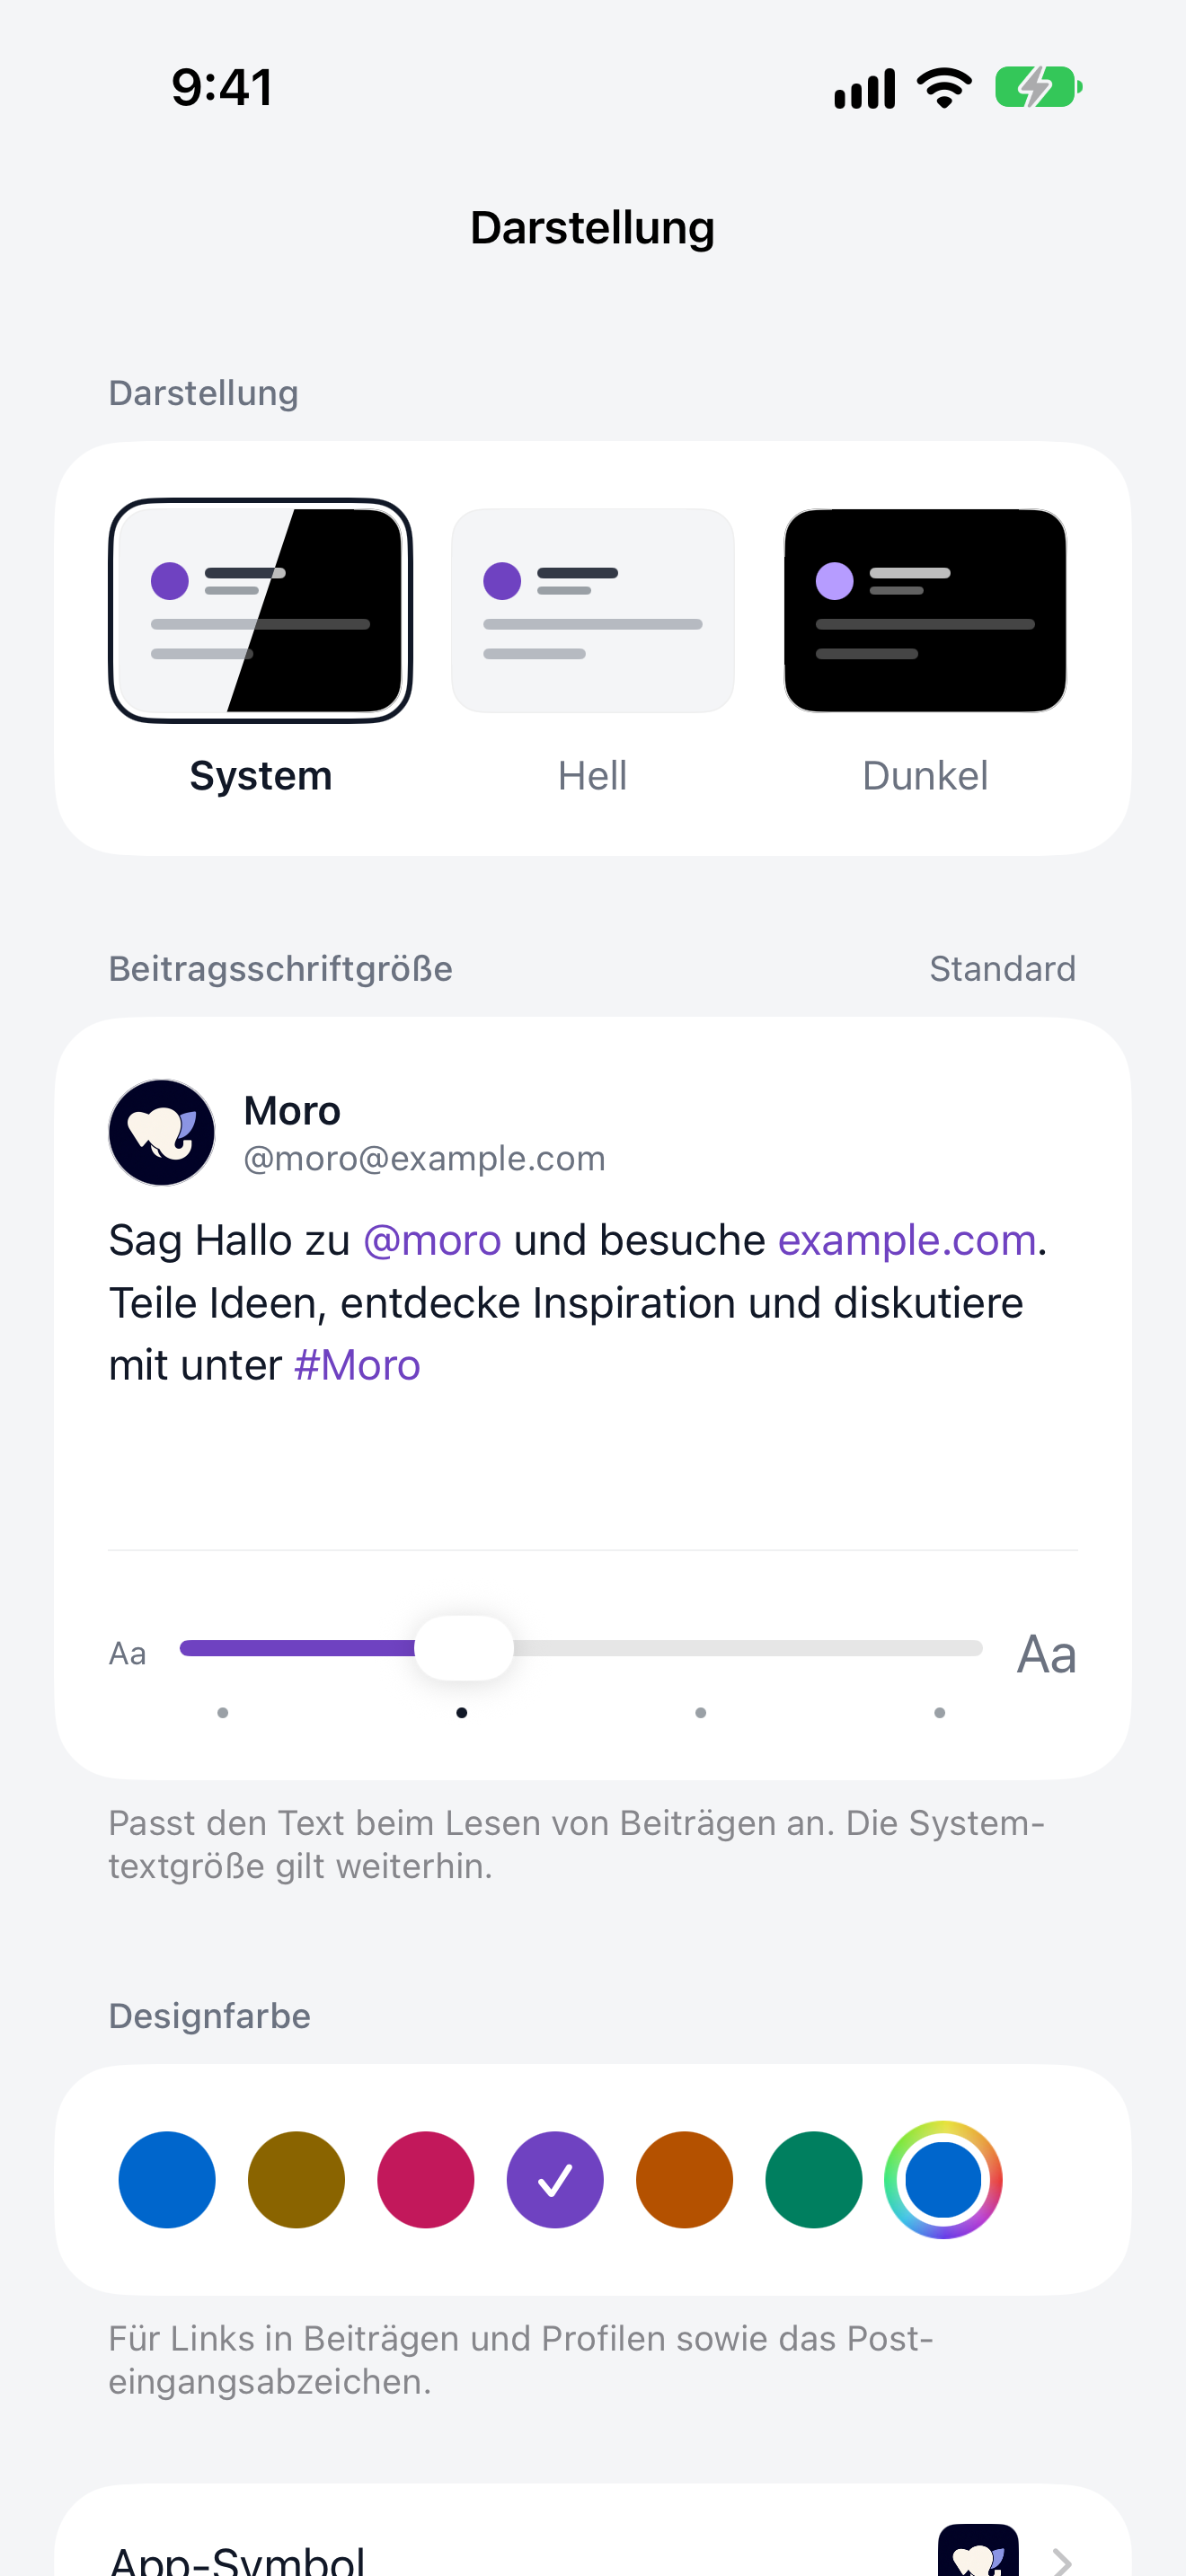 9:41
Darstellung
Darstellung
System Hell Dunkel
Beitragsschriftgröße Standard
Moro
@moro@example.com
Sag Hallo zu @moro und besuche example.com.
Teile Ideen, entdecke Inspiration und diskutiere
mit unter #Moro
Aa Aa
Passt den Text beim Lesen von Beiträgen an. Die System-
textgröße gilt weiterhin.
Designfarbe
Für Links in Beiträgen und Profilen sowie das Post-
eingangsabzeichen.
App-Symbol